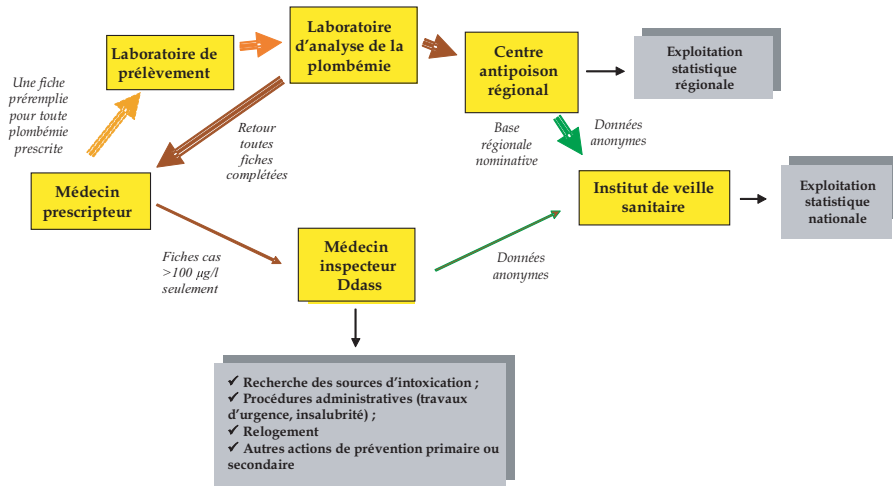 Laboratoire
d'analyse de la
plombémie
Laboratoire de
prélèvement
Centre
antipoison
régional
Exploitation
statistique
régionale
Une fiche
préremplie
pour toute
plombémie
prescrite
Retour
toutes
fiches
complétées
Base
régionale
nominative
Données
anonymes
Médecin
prescripteur
Institut de veille
sanitaire
Exploitation
statistique
nationale
Fiches cas
>100 µg/l
seulement
Médecin
inspecteur
Ddass
Données
anonymes
✓ Recherche des sources d'intoxication ;
✓ Procédures administratives (travaux
d'urgence, insalubrité) ;
✓ Relogement
✓ Autres actions de prévention primaire ou
secondaire